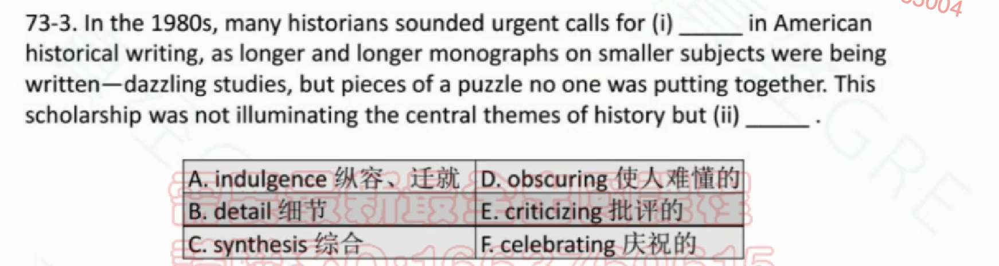 73-3. In the 1980s, many historians sounded urgent calls for (i) _____ in American
historical writing, as longer and longer monographs on smaller subjects were being
written—dazzling studies, but pieces of a puzzle no one was putting together. This
scholarship was not illuminating the central themes of history but (ii) _____ .
A. indulgence 纵容、迁就 D. obscuring 使人难懂的
B. detail 细节 E. criticizing 批评的
C. synthesis 综合 F. celebrating 庆祝的
GRE